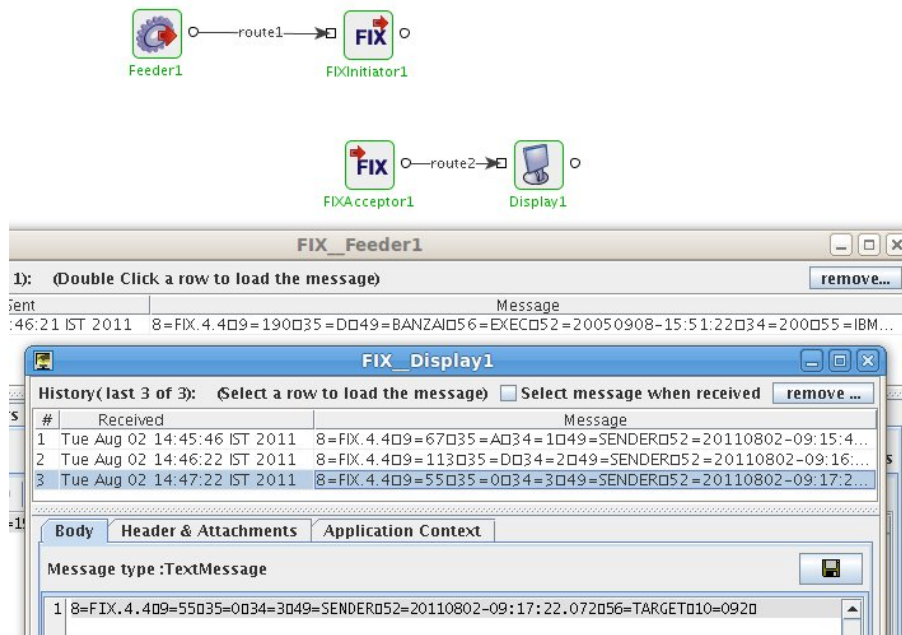 route1
FIX
Feeder1
FIXInitiator1
FIX
route2
FIXAcceptor1
Display1
FIX__Feeder1
1): (Double Click a row to load the message)
remove...
Sent
Message
:46:21 IST 2011 8=FIX.4.4□9=190□35=D□49=BANZAI□56=EXEC□52=20050908-15:51:22□34=200□55=IBM...
FIX__Display1
History( last 3 of 3): (Select a row to load the message) Select message when received remove ...
# Received Message
1 Tue Aug 02 14:45:46 IST 2011 8=FIX.4.4□9=67□35=A□34=1□49=SENDER□52=20110802-09:15:4...
2 Tue Aug 02 14:46:22 IST 2011 8=FIX.4.4□9=113□35=D□34=2□49=SENDER□52=20110802-09:16:...
3 Tue Aug 02 14:47:22 IST 2011 8=FIX.4.4□9=55□35=0□34=3□49=SENDER□52=20110802-09:17:2...
Body Header & Attachments Application Context
Message type :TextMessage
1 8=FIX.4.4□9=55□35=0□34=3□49=SENDER□52=20110802-09:17:22.072□56=TARGET□10=092□